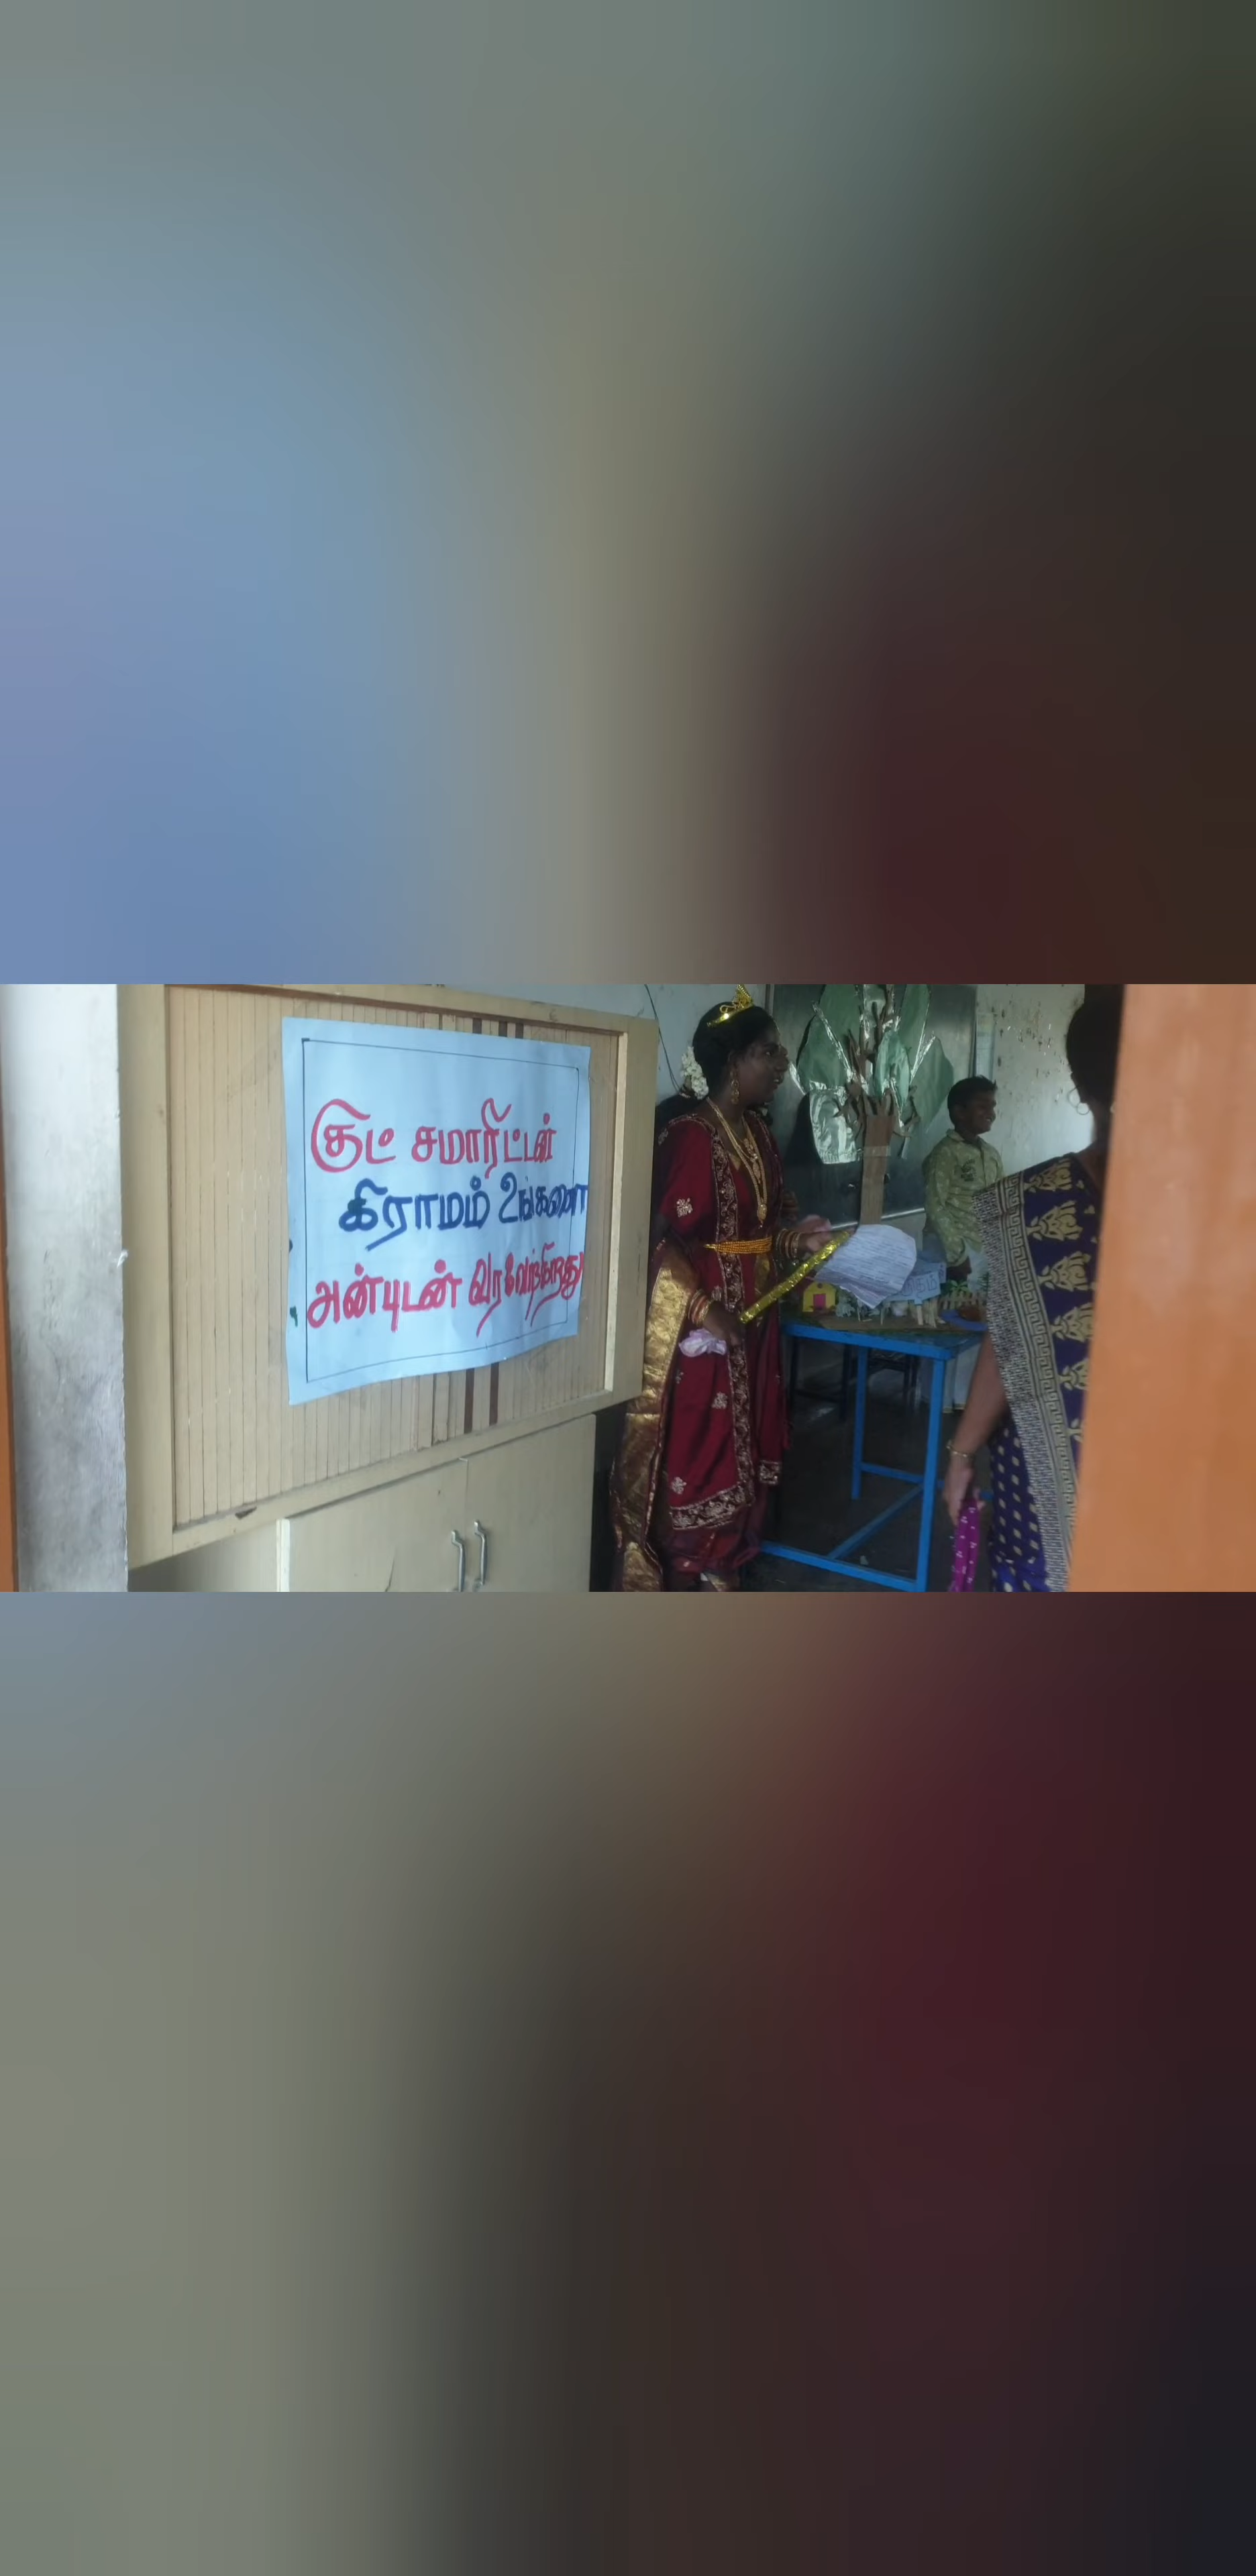 குட் சமாரிட்டன்
கிராமம் உங்களை
அன்புடன் வரவேற்கிறது